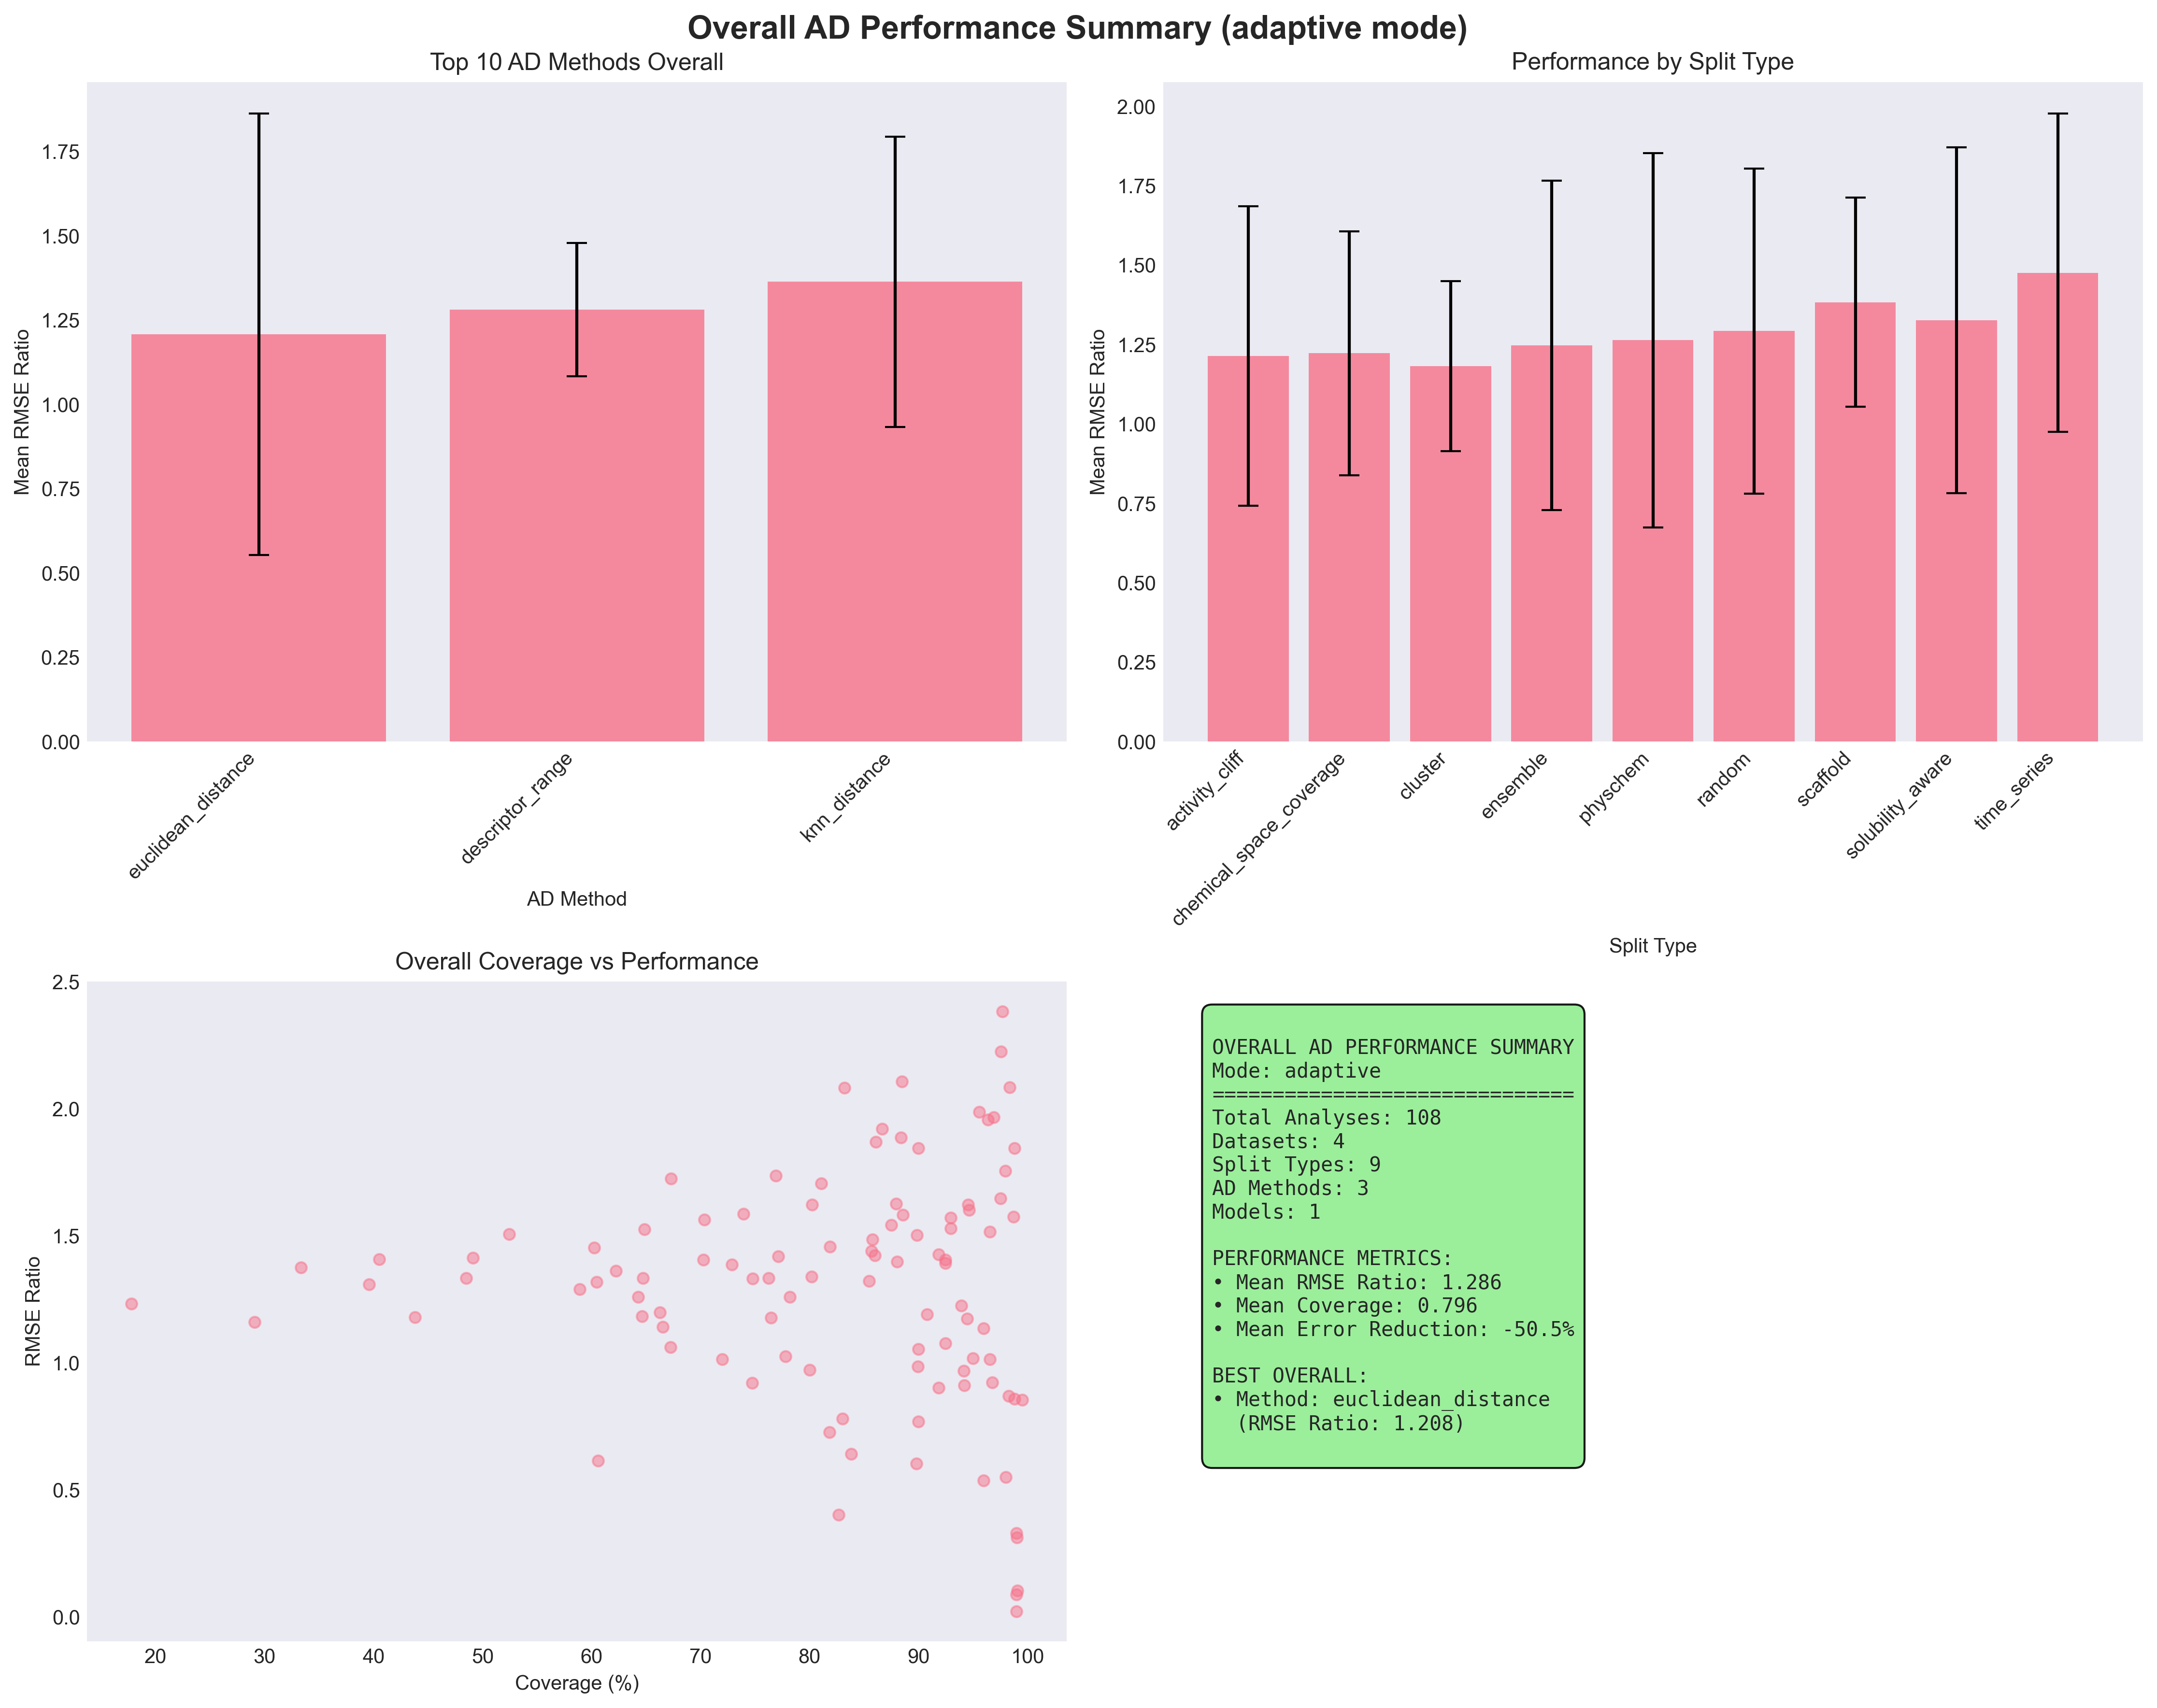 Overall AD Performance Summary (adaptive mode)
Top 10 AD Methods Overall
Mean RMSE Ratio
1.75
1.50
1.25
1.00
0.75
0.50
0.25
0.00
euclidean_distance
descriptor_range
knn_distance
AD Method
Performance by Split Type
Mean RMSE Ratio
2.00
1.75
1.50
1.25
1.00
0.75
0.50
0.25
0.00
activity_cliff
chemical_space_coverage
cluster
ensemble
physchem
random
scaffold
solubility_aware
time_series
Split Type
Overall Coverage vs Performance
RMSE Ratio
2.5
2.0
1.5
1.0
0.5
0.0
20
30
40
50
60
70
80
90
100
Coverage (%)
OVERALL AD PERFORMANCE SUMMARY
Mode: adaptive
==============================
Total Analyses: 108
Datasets: 4
Split Types: 9
AD Methods: 3
Models: 1
PERFORMANCE METRICS:
• Mean RMSE Ratio: 1.286
• Mean Coverage: 0.796
• Mean Error Reduction: -50.5%
BEST OVERALL:
• Method: euclidean_distance
(RMSE Ratio: 1.208)